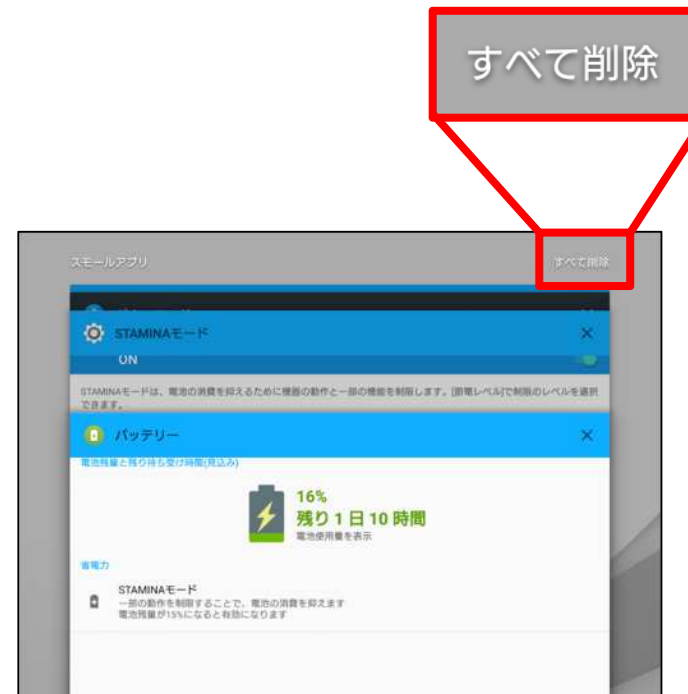 すべて削除
スモールアプリ
すべて削除
STAMINAモード
ON
STAMINAモードは、電池の消費を抑えるために機器の動作と一部の機能を制限します。[節電レベル]で制限のレベルを選択
できます。
バッテリー
電池残量と残り待ち受け時間(見込み)
16%
残り 1 日 10 時間
電池使用量を表示
省電力
STAMINAモード
一部の動作を制限することで、電池の消費を抑えます
電池残量が15%になると有効になります